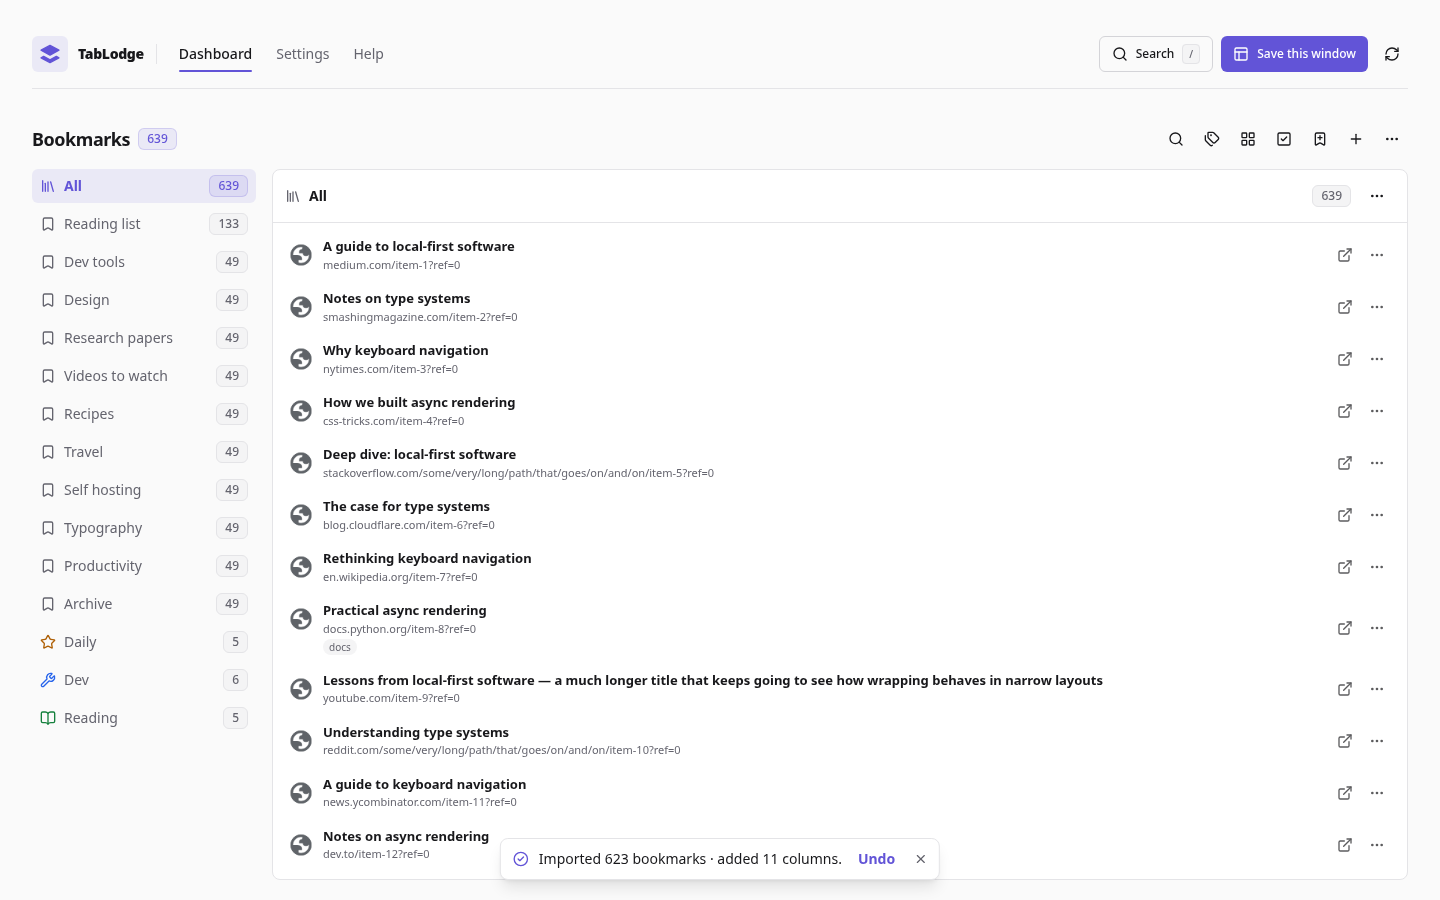 TabLodge
Dashboard
Settings
Help
Search /
Save this window
Bookmarks 639
All 639
Reading list 133
Dev tools 49
Design 49
Research papers 49
Videos to watch 49
Recipes 49
Travel 49
Self hosting 49
Typography 49
Productivity 49
Archive 49
Daily 5
Dev 6
Reading 5
All 639
A guide to local-first software
medium.com/item-1?ref=0
Notes on type systems
smashingmagazine.com/item-2?ref=0
Why keyboard navigation
nytimes.com/item-3?ref=0
How we built async rendering
css-tricks.com/item-4?ref=0
Deep dive: local-first software
stackoverflow.com/some/very/long/path/that/goes/on/and/on/item-5?ref=0
The case for type systems
blog.cloudflare.com/item-6?ref=0
Rethinking keyboard navigation
en.wikipedia.org/item-7?ref=0
Practical async rendering
docs.python.org/item-8?ref=0
docs
Lessons from local-first software — a much longer title that keeps going to see how wrapping behaves in narrow layouts
youtube.com/item-9?ref=0
Understanding type systems
reddit.com/some/very/long/path/that/goes/on/and/on/item-10?ref=0
A guide to keyboard navigation
news.ycombinator.com/item-11?ref=0
Notes on async rendering
dev.to/item-12?ref=0
Imported 623 bookmarks · added 11 columns. Undo